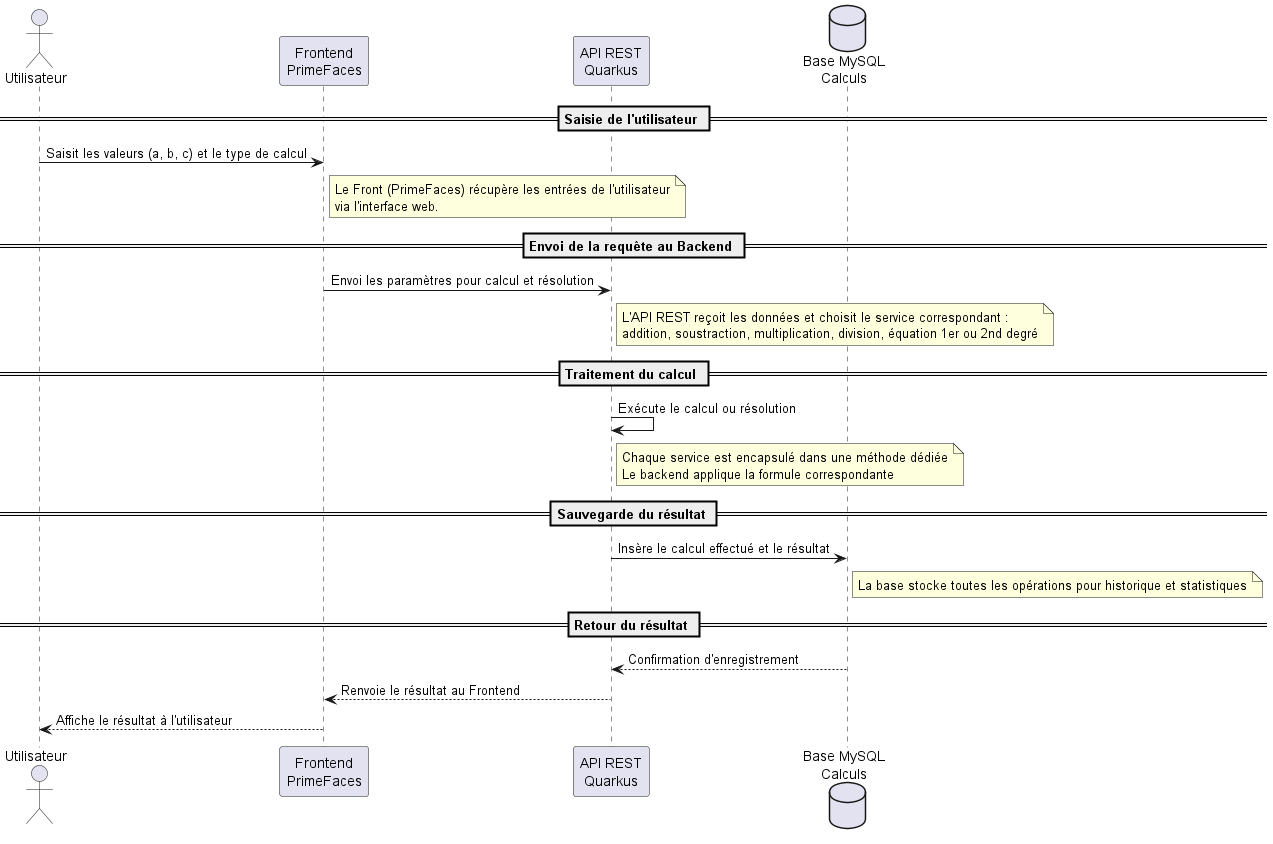 Utilisateur
Frontend
PrimeFaces
API REST
Quarkus
Base MySQL
Calculs
Saisie de l'utilisateur
Saisit les valeurs (a, b, c) et le type de calcul
Le Front (PrimeFaces) récupère les entrées de l'utilisateur
via l'interface web.
Envoi de la requête au Backend
Envoi les paramètres pour calcul et résolution
L'API REST reçoit les données et choisit le service correspondant :
addition, soustraction, multiplication, division, équation 1er ou 2nd degré
Traitement du calcul
Exécute le calcul ou résolution
Chaque service est encapsulé dans une méthode dédiée
Le backend applique la formule correspondante
Sauvegarde du résultat
Insère le calcul effectué et le résultat
La base stocke toutes les opérations pour historique et statistiques
Retour du résultat
Confirmation d'enregistrement
Renvoie le résultat au Frontend
Affiche le résultat à l'utilisateur
Utilisateur
Frontend
PrimeFaces
API REST
Quarkus
Base MySQL
Calculs